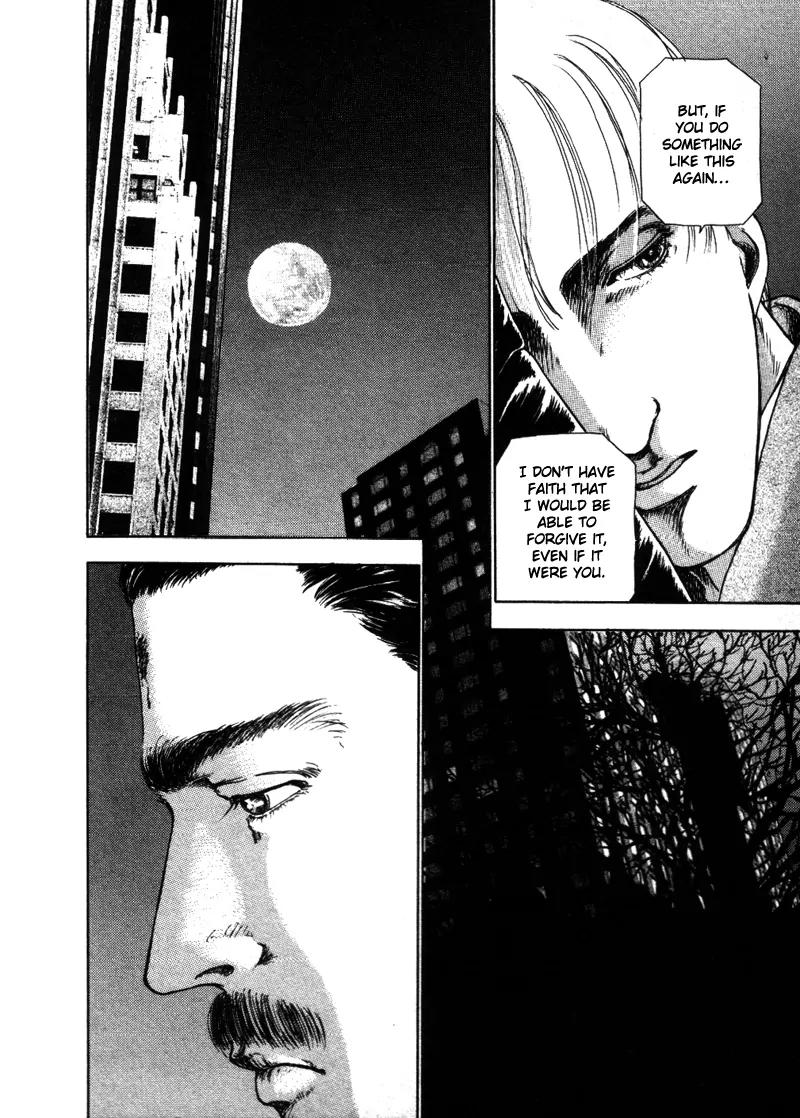 BUT, IF
YOU DO
SOMETHING
LIKE THIS
AGAIN...
I DON'T HAVE
FAITH THAT
I WOULD BE
ABLE TO
FORGIVE IT,
EVEN IF IT
WERE YOU.